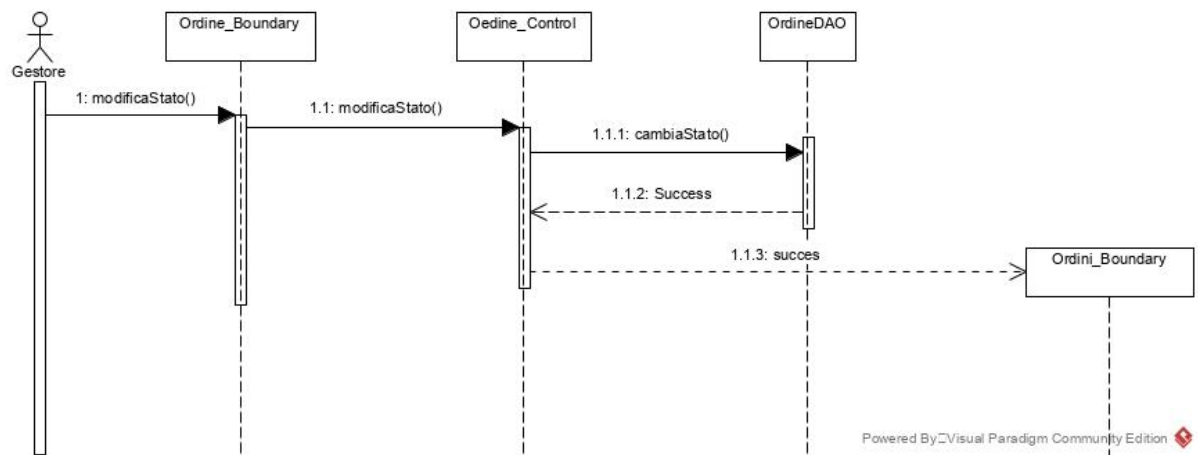 Ordine_Boundary
Oedine_Control
OrdineDAO
Gestore
1: modificaStato()
1.1: modificaStato()
1.1.1: cambiaStato()
1.1.2: Success
1.1.3: succes
Ordini_Boundary
Powered By□Visual Paradigm Community Edition